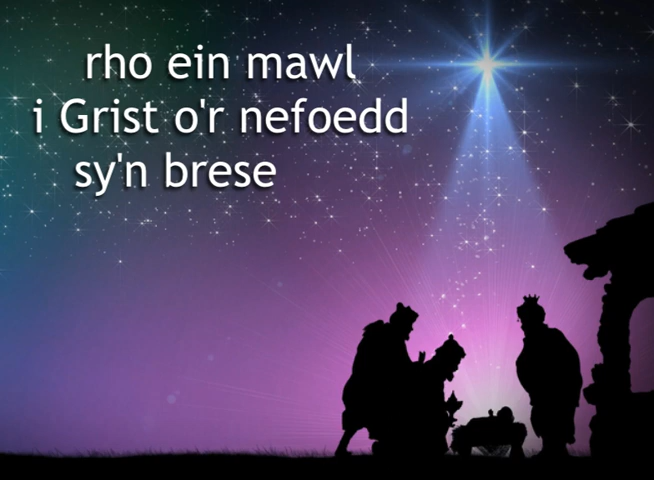 rho ein mawl
i Grist o'r nefoedd
sy'n brese